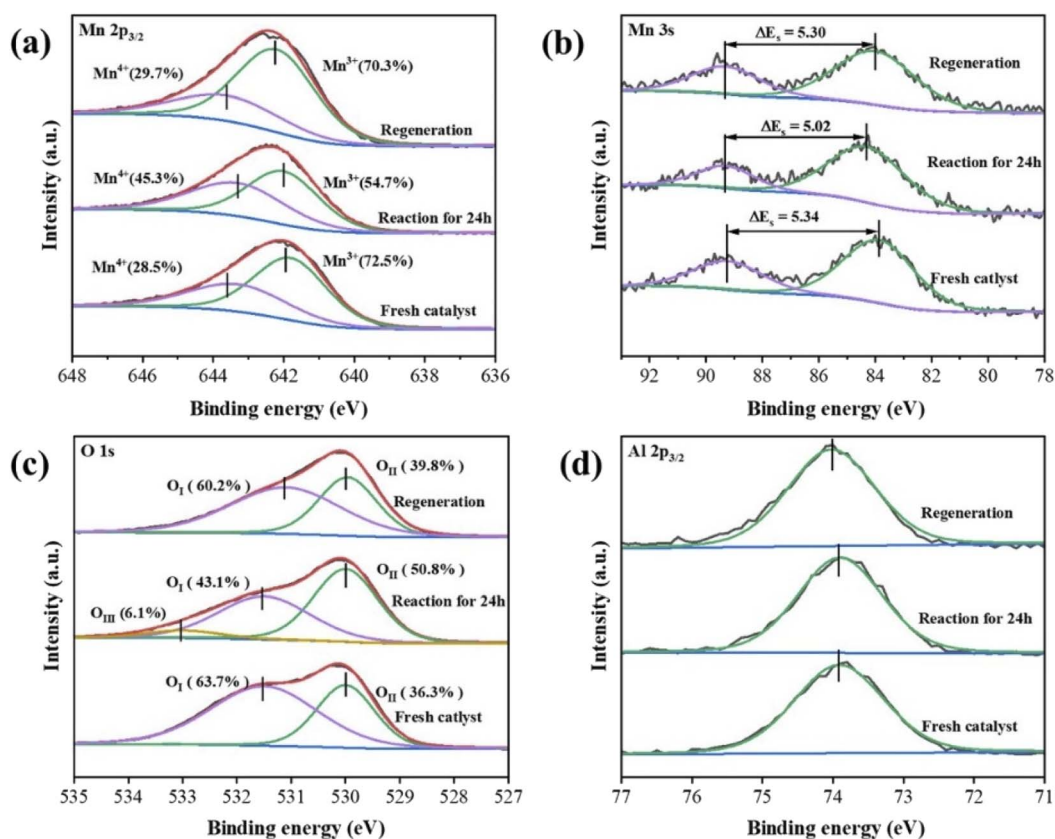 (a)
Mn 2p3/2
Mn4+(29.7%)
Mn3+(70.3%)
Regeneration
Mn4+(45.3%)
Mn3+(54.7%)
Reaction for 24h
Mn4+(28.5%)
Mn3+(72.5%)
Fresh catalyst
648 646 644 642 640 638 636
Binding energy (eV)
Intensity (a.u.)
(b)
Mn 3s
ΔEs = 5.30
Regeneration
ΔEs = 5.02
Reaction for 24h
ΔEs = 5.34
Fresh catlyst
92 90 88 86 84 82 80 78
Binding energy (eV)
Intensity (a.u.)
(c)
O 1s
OI (60.2%)
OII ( 39.8% )
Regeneration
OI ( 43.1% )
OII ( 50.8% )
OIII (6.1%)
Reaction for 24h
OI ( 63.7% )
OII ( 36.3% )
Fresh catlyst
535 534 533 532 531 530 529 528 527
Binding energy (eV)
Intensity (a.u.)
(d)
Al 2p3/2
Regeneration
Reaction for 24h
Fresh catalyst
77 76 75 74 73 72 71
Binding energy (eV)
Intensity (a.u.)